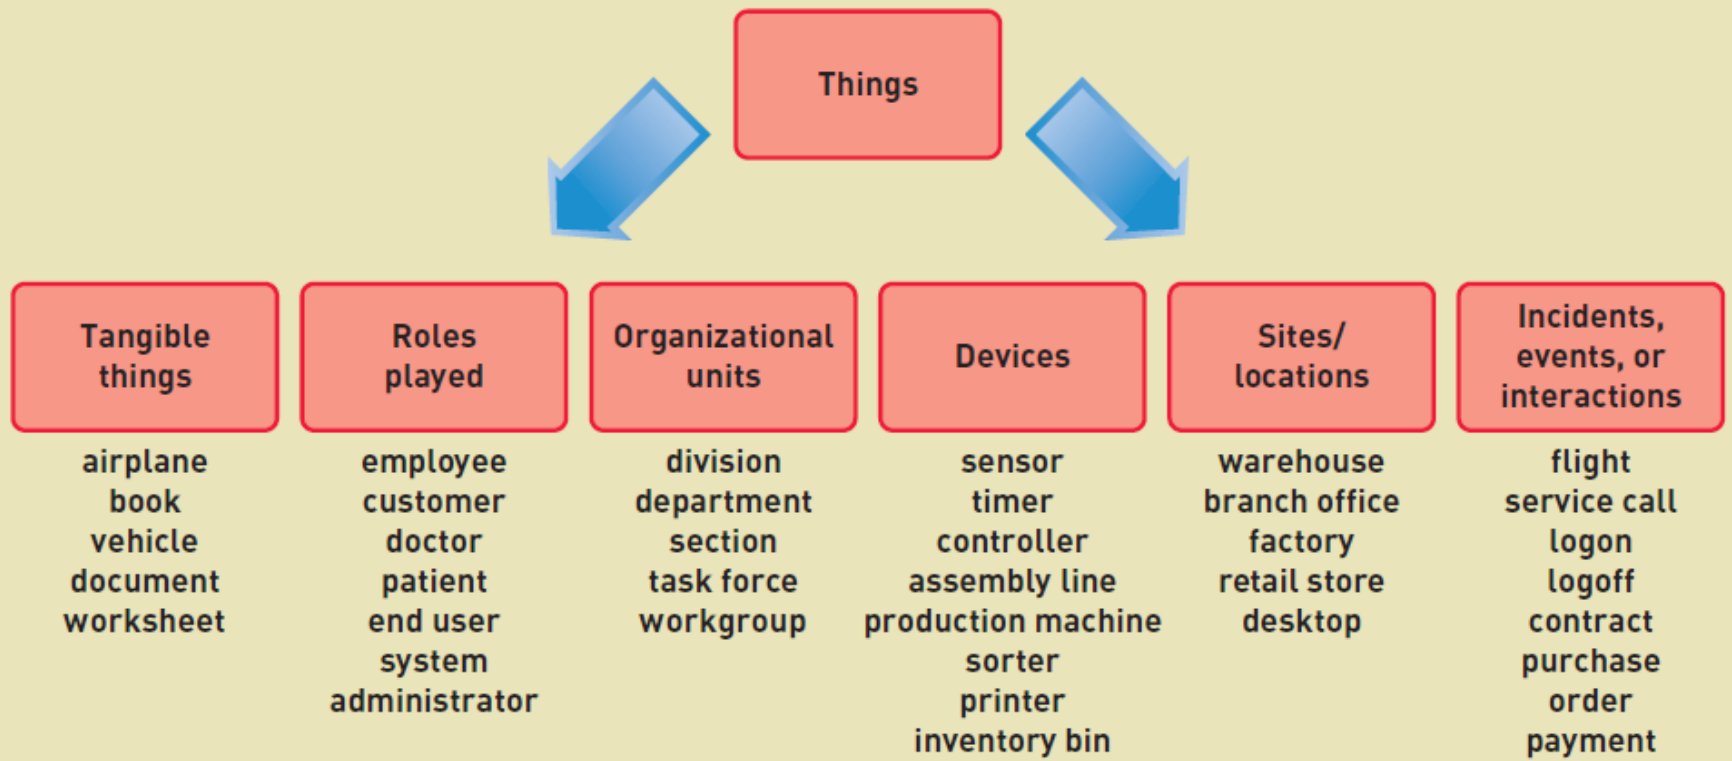 Things
Tangible
things
airplane
book
vehicle
document
worksheet
Roles
played
employee
customer
doctor
patient
end user
system
administrator
Organizational
units
division
department
section
task force
workgroup
Devices
sensor
timer
controller
assembly line
production machine
sorter
printer
inventory bin
Sites/
locations
warehouse
branch office
factory
retail store
desktop
Incidents,
events, or
interactions
flight
service call
logon
logoff
contract
purchase
order
payment